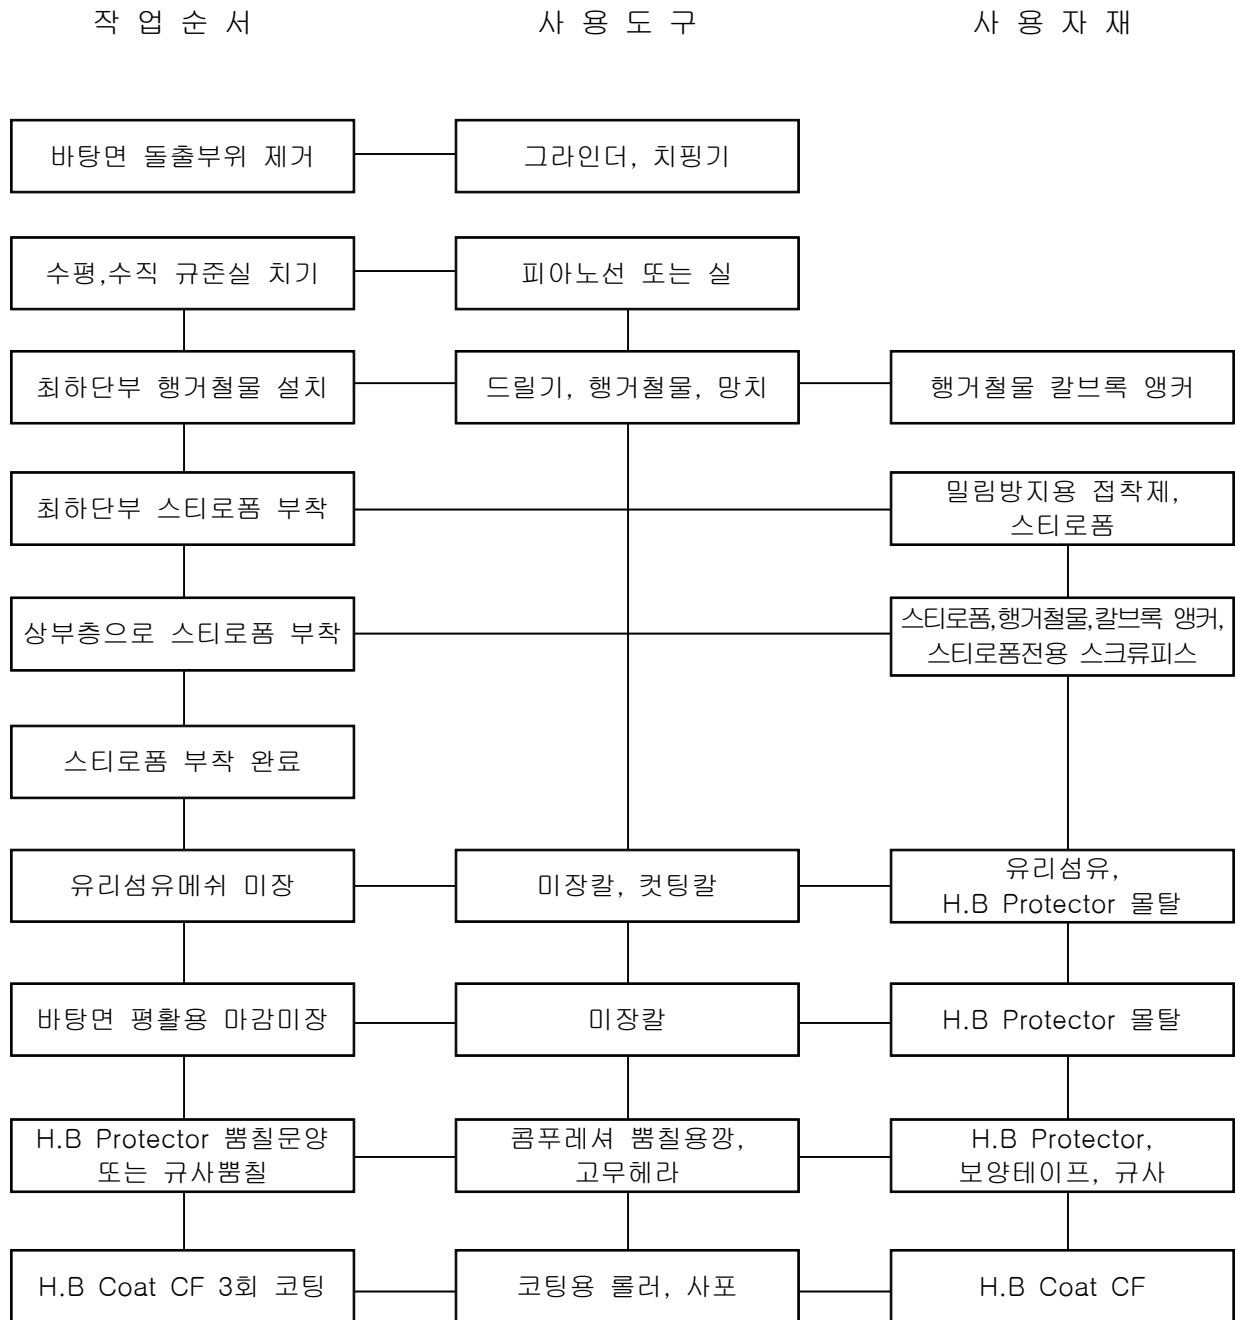 작 업 순 서
사 용 도 구
사 용 자 재
바탕면 돌출부위 제거
그라인더, 치핑기
수평,수직 규준실 치기
피아노선 또는 실
최하단부 행거철물 설치
드릴기, 행거철물, 망치
행거철물 칼브록 앵커
최하단부 스티로폼 부착
밀림방지용 접착제,
스티로폼
상부층으로 스티로폼 부착
스티로폼,행거철물,칼브록 앵커,
스티로폼전용 스크류피스
스티로폼 부착 완료
유리섬유메쉬 미장
미장칼, 컷팅칼
유리섬유,
H.B Protector 몰탈
바탕면 평활용 마감미장
미장칼
H.B Protector 몰탈
H.B Protector 뿜칠문양
또는 규사뿜칠
콤푸레셔 뿜칠용깡,
고무헤라
H.B Protector,
보양테이프, 규사
H.B Coat CF 3회 코팅
코팅용 롤러, 사포
H.B Coat CF